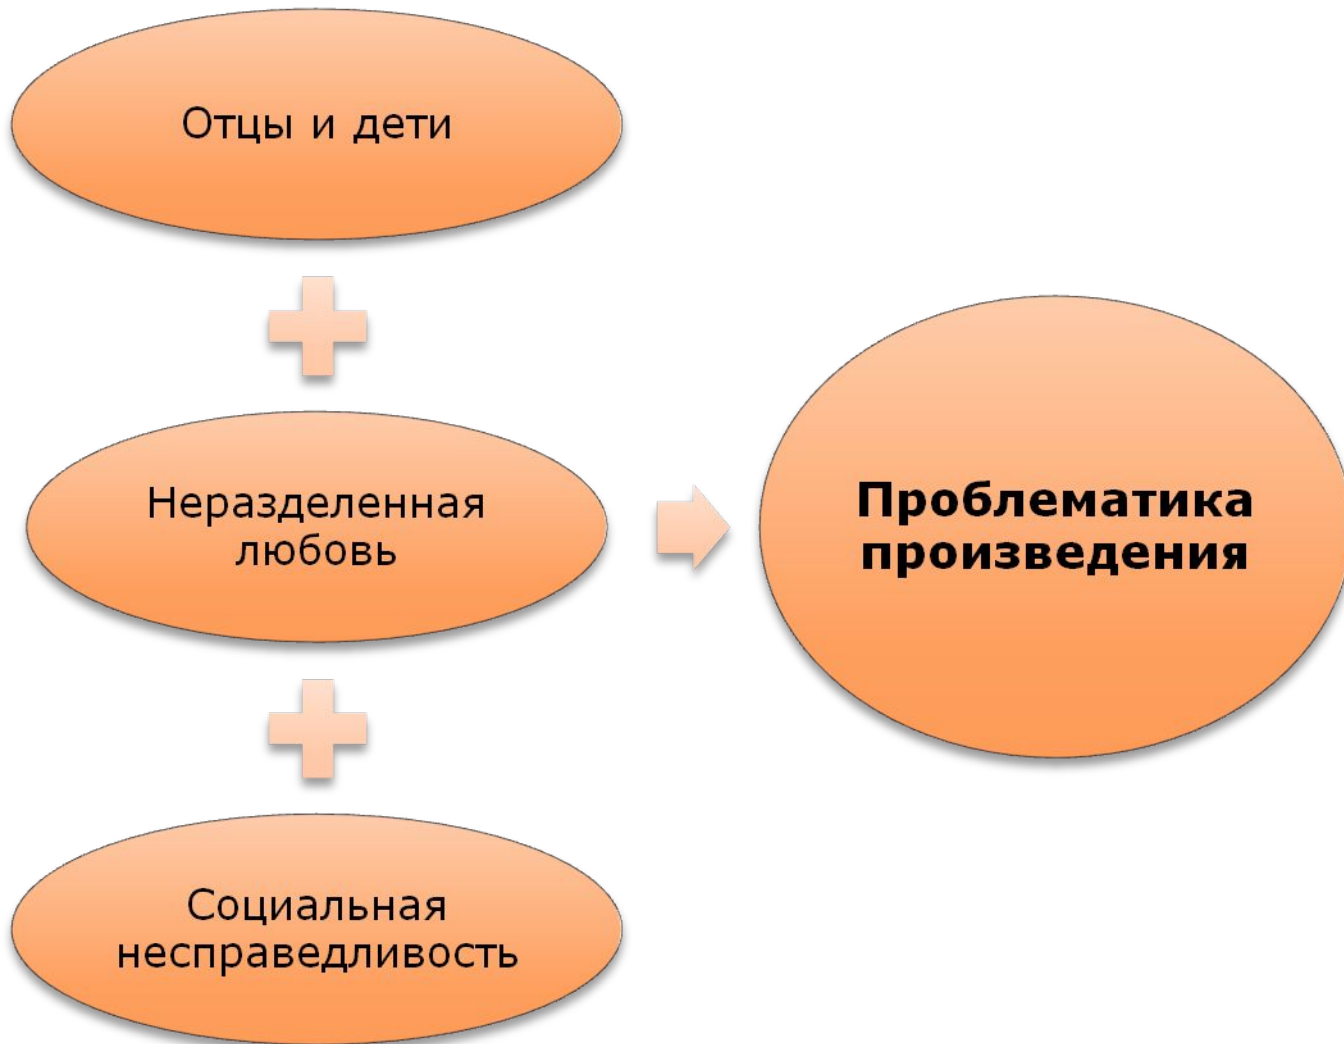 Отцы и дети
Неразделенная
любовь
Социальная
несправедливость
Проблематика
произведения